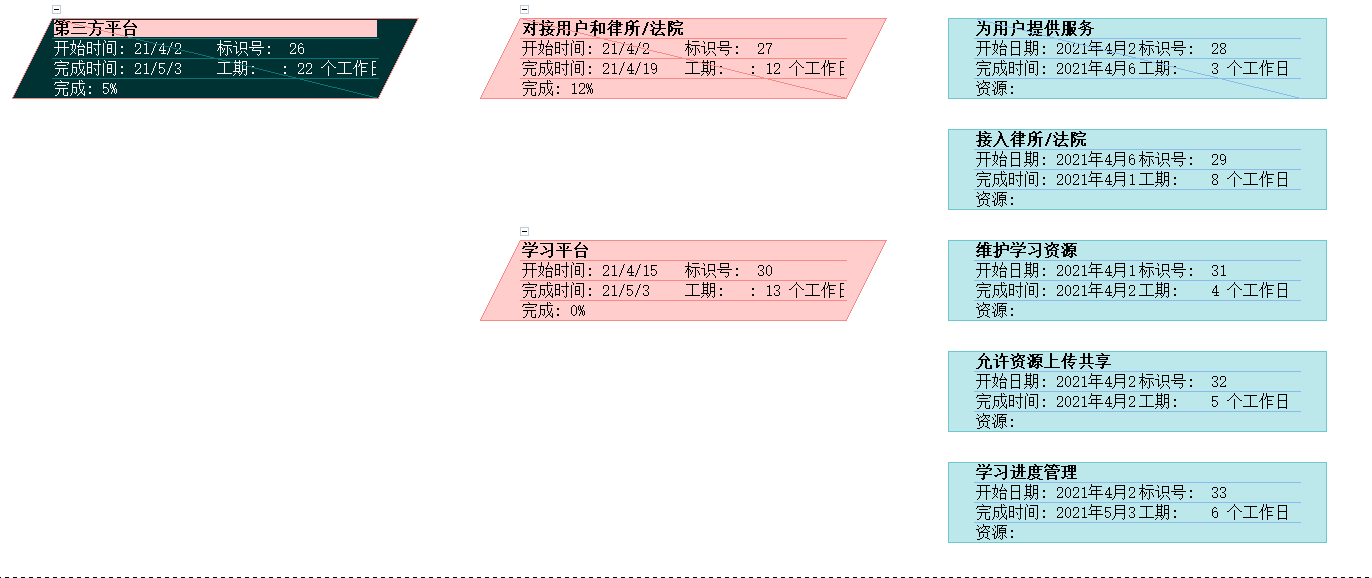 第三方平台
开始时间: 21/4/2 标识号: 26
完成时间: 21/5/3 工期: : 22 个工作日
完成: 5%
对接用户和律所/法院
开始时间: 21/4/2 标识号: 27
完成时间: 21/4/19 工期: : 12 个工作日
完成: 12%
学习平台
开始时间: 21/4/15 标识号: 30
完成时间: 21/5/3 工期: : 13 个工作日
完成: 0%
为用户提供服务
开始日期: 2021年4月2 标识号: 28
完成时间: 2021年4月6 工期: 3 个工作日
资源:
接入律所/法院
开始日期: 2021年4月6 标识号: 29
完成时间: 2021年4月1 工期: 8 个工作日
资源:
维护学习资源
开始日期: 2021年4月1 标识号: 31
完成时间: 2021年4月2 工期: 4 个工作日
资源:
允许资源上传共享
开始日期: 2021年4月2 标识号: 32
完成时间: 2021年4月2 工期: 5 个工作日
资源:
学习进度管理
开始日期: 2021年4月2 标识号: 33
完成时间: 2021年5月3 工期: 6 个工作日
资源: